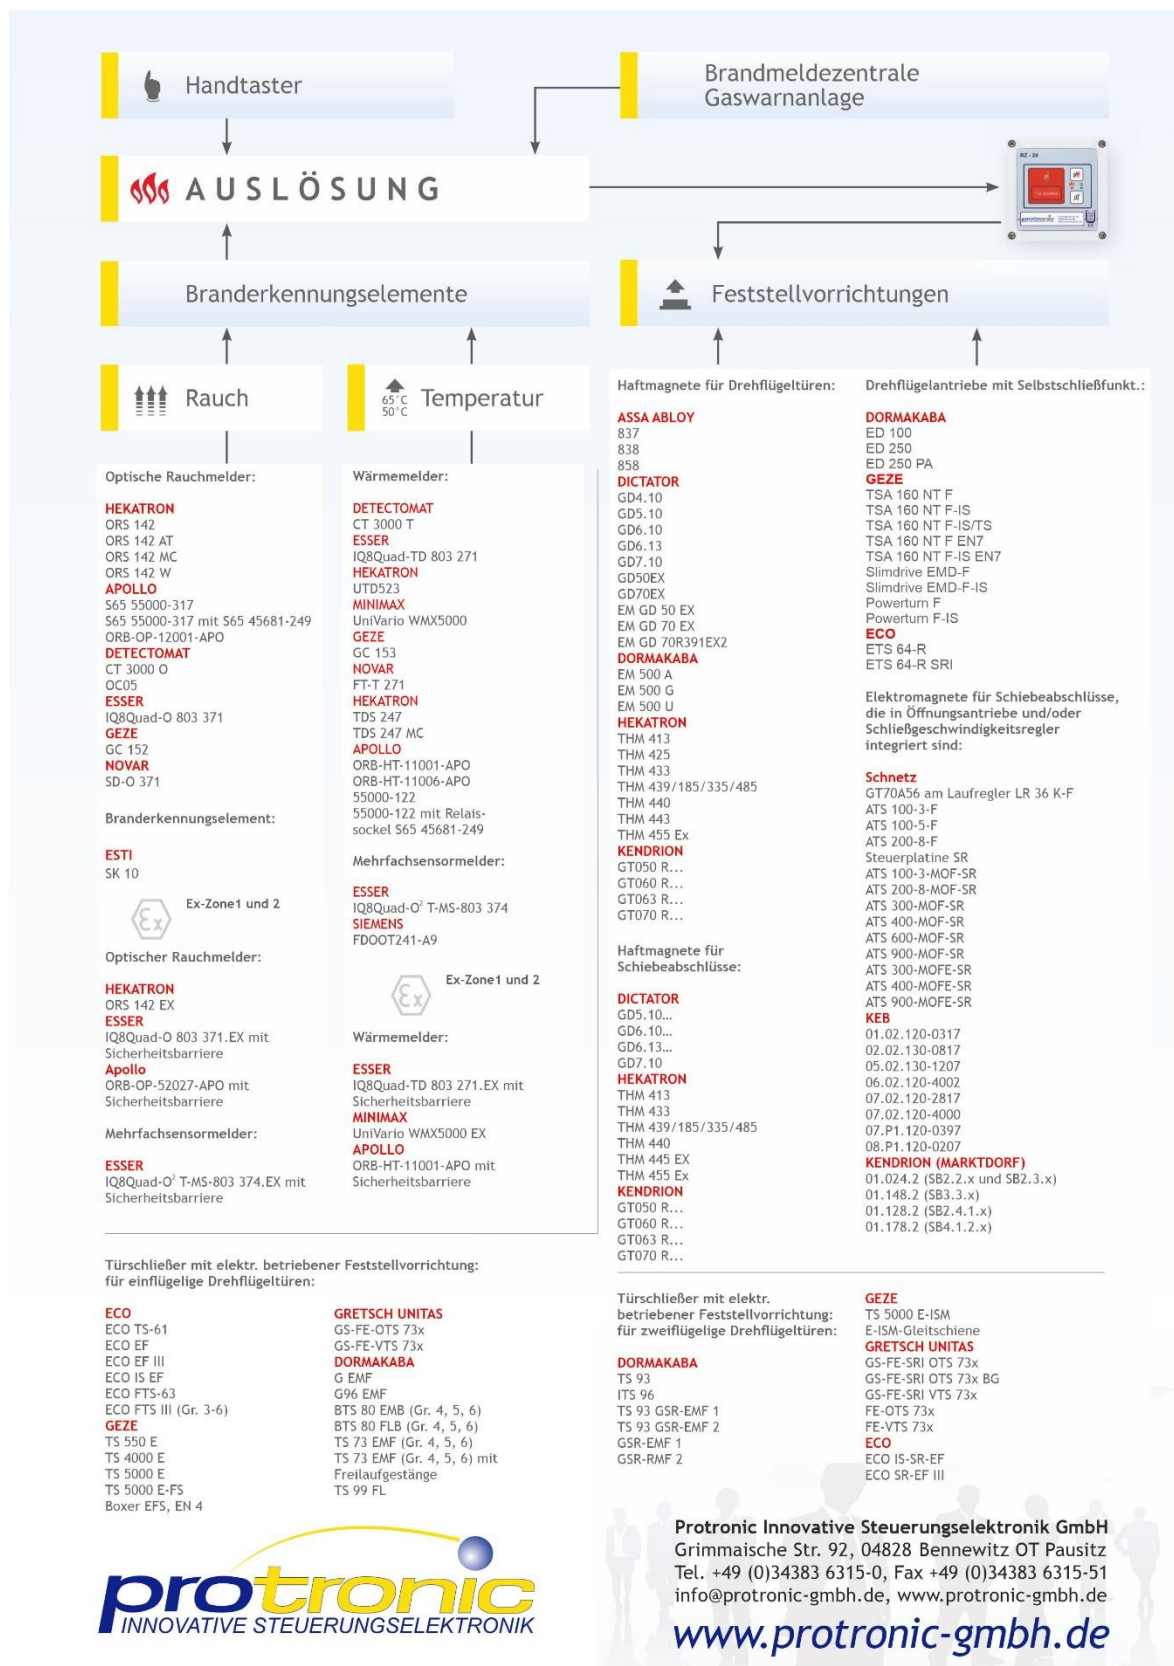 Handtaster
Brandmeldezentrale
Gaswarnanlage
AUSLÖSUNG
RZ - 24
Branderkennungselemente
Feststellvorrichtungen
Rauch
65°C
50°C
Temperatur
Optische Rauchmelder:
HEKATRON
ORS 142
ORS 142 AT
ORS 142 MC
ORS 142 W
APOLLO
S65 55000-317
S65 55000-317 mit S65 45681-249
ORB-OP-12001-APO
DETECTOMAT
CT 3000 O
OC05
ESSER
IQ8Quad-O 803 371
GEZE
GC 152
NOVAR
SD-O 371
Branderkennungselement:
ESTI
SK 10
Ex
Ex-Zone1 und 2
Optischer Rauchmelder:
HEKATRON
ORS 142 EX
ESSER
IQ8Quad-O 803 371.EX mit
Sicherheitsbarriere
Apollo
ORB-OP-52027-APO mit
Sicherheitsbarriere
Mehrfachsensormelder:
ESSER
IQ8Quad-O² T-MS-803 374.EX mit
Sicherheitsbarriere
Wärmemelder:
DETECTOMAT
CT 3000 T
ESSER
IQ8Quad-TD 803 271
HEKATRON
UTD523
MINIMAX
UniVario WMX5000
GEZE
GC 153
NOVAR
FT-T 271
HEKATRON
TDS 247
TDS 247 MC
APOLLO
ORB-HT-11001-APO
ORB-HT-11006-APO
55000-122
55000-122 mit Relais-
sockel S65 45681-249
Mehrfachsensormelder:
ESSER
IQ8Quad-O² T-MS-803 374
SIEMENS
FDOOT241-A9
Ex
Ex-Zone1 und 2
Wärmemelder:
ESSER
IQ8Quad-TD 803 271.EX mit
Sicherheitsbarriere
MINIMAX
UniVario WMX5000 EX
APOLLO
ORB-HT-11001-APO mit
Sicherheitsbarriere
Haftmagnete für Drehflügeltüren:
ASSA ABLOY
837
838
858
DICTATOR
GD4.10
GD5.10
GD6.10
GD6.13
GD7.10
GD50EX
GD70EX
EM GD 50 EX
EM GD 70 EX
EM GD 70R391EX2
DORMAKABA
EM 500 A
EM 500 G
EM 500 U
HEKATRON
THM 413
THM 425
THM 433
THM 439/185/335/485
THM 440
THM 443
THM 455 Ex
KENDRION
GT050 R...
GT060 R...
GT063 R...
GT070 R...
Haftmagnete für
Schiebeabschlüsse:
DICTATOR
GD5.10...
GD6.10...
GD6.13...
GD7.10
HEKATRON
THM 413
THM 433
THM 439/185/335/485
THM 440
THM 445 EX
THM 455 Ex
KENDRION
GT050 R...
GT060 R...
GT063 R...
GT070 R...
Drehflügelantriebe mit Selbstschließfunkt.:
DORMAKABA
ED 100
ED 250
ED 250 PA
GEZE
TSA 160 NT F
TSA 160 NT F-IS
TSA 160 NT F-IS/TS
TSA 160 NT F EN7
TSA 160 NT F-IS EN7
Slimdrive EMD-F
Slimdrive EMD-F-IS
Powerturn F
Powerturn F-IS
ECO
ETS 64-R
ETS 64-R SRI
Elektromagnete für Schiebeabschlüsse,
die in Öffnungsantriebe und/oder
Schließgeschwindigkeitsregler
integriert sind:
Schnetz
GT70A56 am Laufregler LR 36 K-F
ATS 100-3-F
ATS 100-5-F
ATS 200-8-F
Steuerplatine SR
ATS 100-3-MOF-SR
ATS 200-8-MOF-SR
ATS 300-MOF-SR
ATS 400-MOF-SR
ATS 600-MOF-SR
ATS 900-MOF-SR
ATS 300-MOFE-SR
ATS 400-MOFE-SR
ATS 900-MOFE-SR
KEB
01.02.120-0317
02.02.130-0817
05.02.130-1207
06.02.120-4002
07.02.120-2817
07.02.120-4000
07.P1.120-0397
08.P1.120-0207
KENDRION (MARKTDORF)
01.024.2 (SB2.2.x und SB2.3.x)
01.148.2 (SB3.3.x)
01.128.2 (SB2.4.1.x)
01.178.2 (SB4.1.2.x)
Türschließer mit elektr. betriebener Feststellvorrichtung:
für einflügelige Drehflügeltüren:
ECO
ECO TS-61
ECO EF
ECO EF III
ECO IS EF
ECO FTS-63
ECO FTS III (Gr. 3-6)
GEZE
TS 550 E
TS 4000 E
TS 5000 E
TS 5000 E-FS
Boxer EFS, EN 4
GRETSCH UNITAS
GS-FE-OTS 73x
GS-FE-VTS 73x
DORMAKABA
G EMF
G96 EMF
BTS 80 EMB (Gr. 4, 5, 6)
BTS 80 FLB (Gr. 4, 5, 6)
TS 73 EMF (Gr. 4, 5, 6)
TS 73 EMF (Gr. 4, 5, 6) mit
Freilaufgestänge
TS 99 FL
Türschließer mit elektr.
betriebener Feststellvorrichtung:
für zweiflügelige Drehflügeltüren:
DORMAKABA
TS 93
ITS 96
TS 93 GSR-EMF 1
TS 93 GSR-EMF 2
GSR-EMF 1
GSR-RMF 2
GEZE
TS 5000 E-ISM
E-ISM-Gleitschiene
GRETSCH UNITAS
GS-FE-SRI OTS 73x
GS-FE-SRI OTS 73x BG
GS-FE-SRI VTS 73x
FE-OTS 73x
FE-VTS 73x
ECO
ECO IS-SR-EF
ECO SR-EF III
protronic
INNOVATIVE STEUERUNGSELEKTRONIK
Protronic Innovative Steuerungselektronik GmbH
Grimmaische Str. 92, 04828 Bennewitz OT Pausitz
Tel. +49 (0)34383 6315-0, Fax +49 (0)34383 6315-51
info@protronic-gmbh.de, www.protronic-gmbh.de
www.protronic-gmbh.de